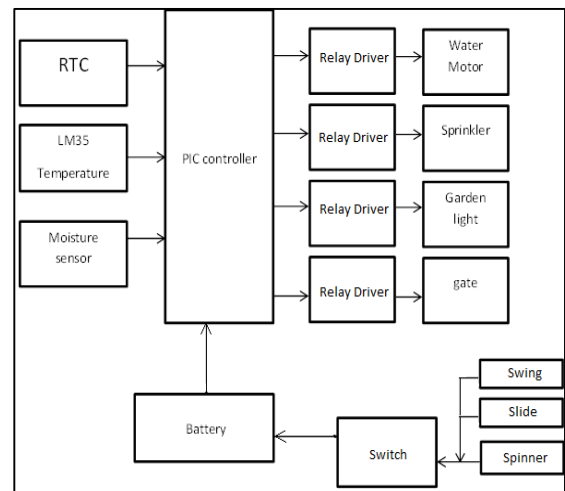 RTC
LM35
Temperature
Moisture
sensor
PIC controller
Relay Driver
Water
Motor
Relay Driver
Sprinkler
Relay Driver
Garden
light
Relay Driver
gate
Battery
Switch
Swing
Slide
Spinner